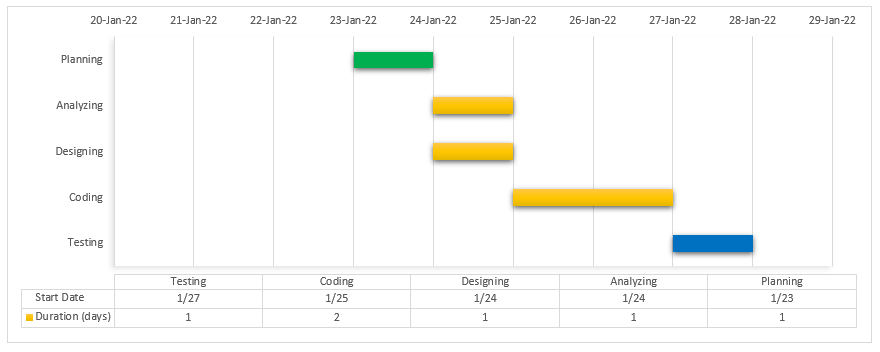 20-Jan-22 21-Jan-22 22-Jan-22 23-Jan-22 24-Jan-22 25-Jan-22 26-Jan-22 27-Jan-22 28-Jan-22 29-Jan-22
Planning
Analyzing
Designing
Coding
Testing
Testing Coding Designing Analyzing Planning
Start Date 1/27 1/25 1/24 1/24 1/23
Duration (days) 1 2 1 1 1